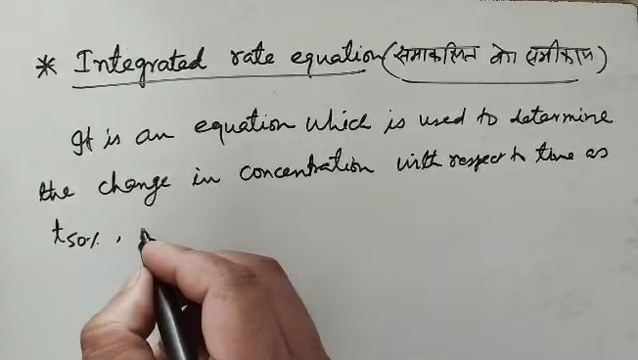 * Integrated rate equation (समाकलित वेग समीकरण)
It is an equation which is used to determine
the change in concentration with respect to time as
t50%,